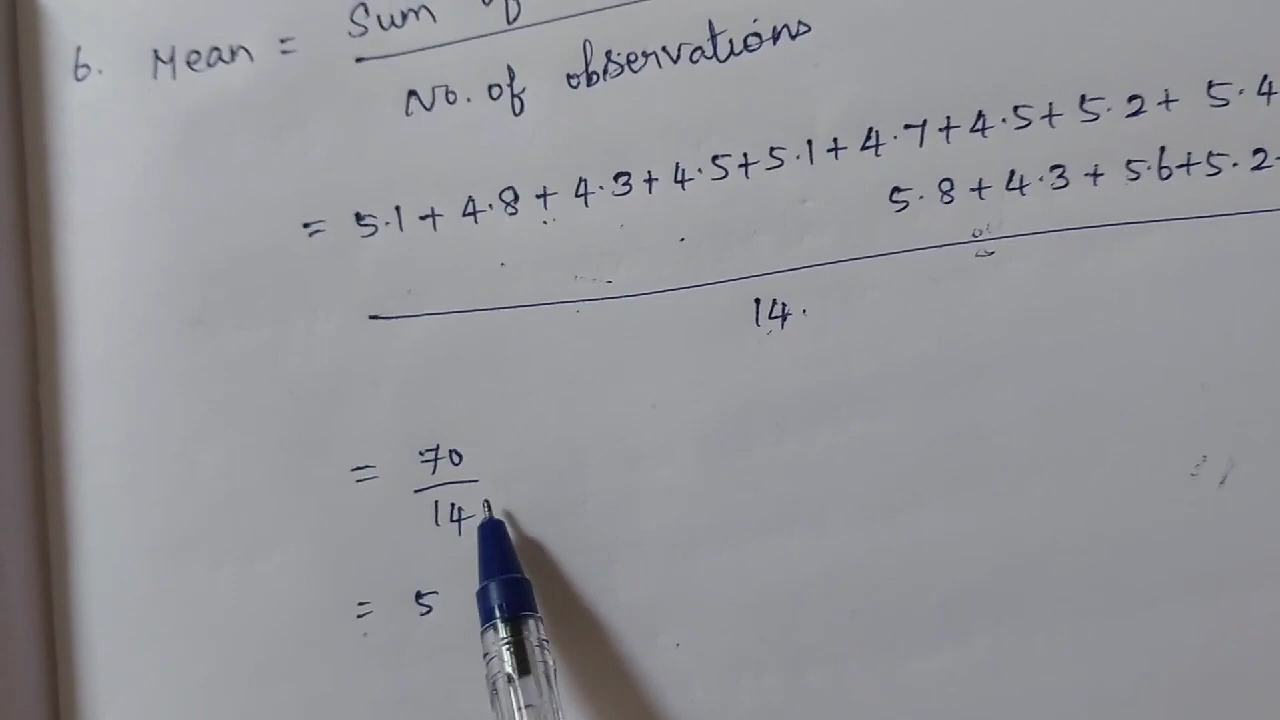 6. Mean = Sum of
No. of observations
= 5.1 + 4.8 + 4.3 + 4.5 + 5.1 + 4.7 + 4.5 + 5.2 + 5.4
5.8 + 4.3 + 5.6 + 5.2
14.
= 70
14
= 5